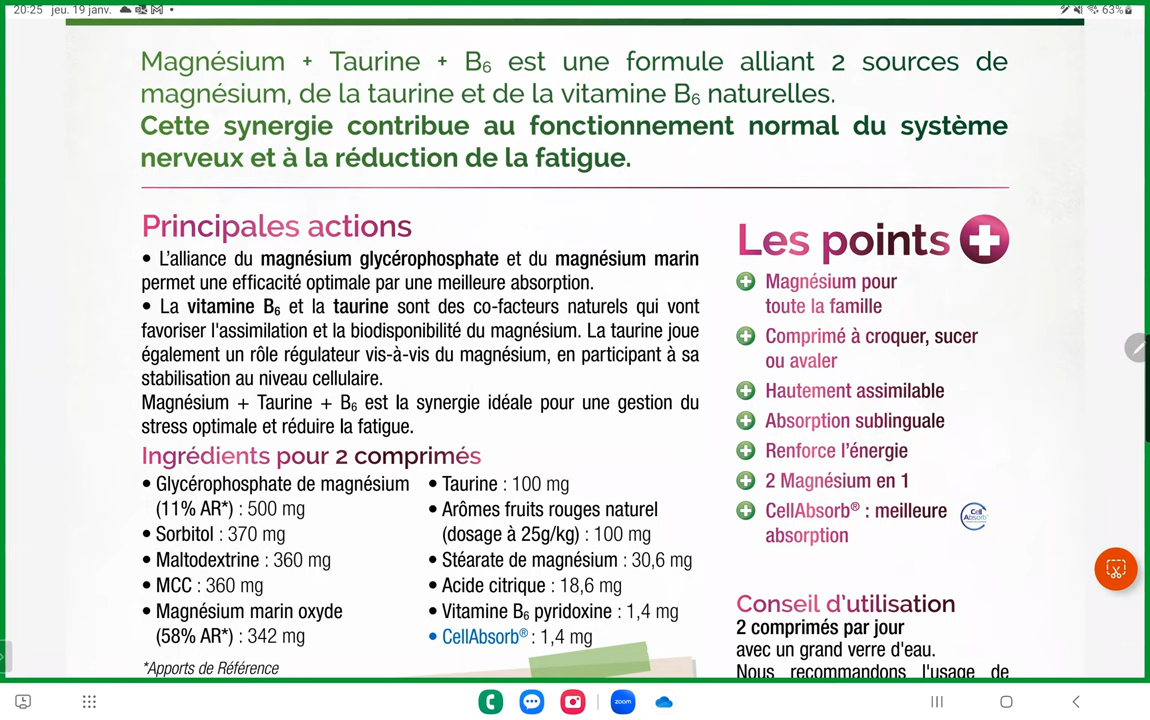 20:25 jeu. 19 janv.
63%
Magnésium + Taurine + B6 est une formule alliant 2 sources de
magnésium, de la taurine et de la vitamine B6 naturelles.
Cette synergie contribue au fonctionnement normal du système
nerveux et à la réduction de la fatigue.
Principales actions
• L'alliance du magnésium glycérophosphate et du magnésium marin
permet une efficacité optimale par une meilleure absorption.
• La vitamine B6 et la taurine sont des co-facteurs naturels qui vont
favoriser l'assimilation et la biodisponibilité du magnésium. La taurine joue
également un rôle régulateur vis-à-vis du magnésium, en participant à sa
stabilisation au niveau cellulaire.
Magnésium + Taurine + B6 est la synergie idéale pour une gestion du
stress optimale et réduire la fatigue.
Ingrédients pour 2 comprimés
• Glycérophosphate de magnésium
(11% AR*) : 500 mg
• Sorbitol : 370 mg
• Maltodextrine : 360 mg
• MCC : 360 mg
• Magnésium marin oxyde
(58% AR*) : 342 mg
• Taurine : 100 mg
• Arômes fruits rouges naturel
(dosage à 25g/kg) : 100 mg
• Stéarate de magnésium : 30,6 mg
• Acide citrique : 18,6 mg
• Vitamine B6 pyridoxine : 1,4 mg
• CellAbsorb® : 1,4 mg
*Apports de Référence
Les points +
Magnésium pour
toute la famille
Comprimé à croquer, sucer
ou avaler
Hautement assimilable
Absorption sublinguale
Renforce l'énergie
2 Magnésium en 1
CellAbsorb® : meilleure
absorption
Cell
Absorb
Conseil d'utilisation
2 comprimés par jour
avec un grand verre d'eau.
Nous recommandons l'usage de
zoom